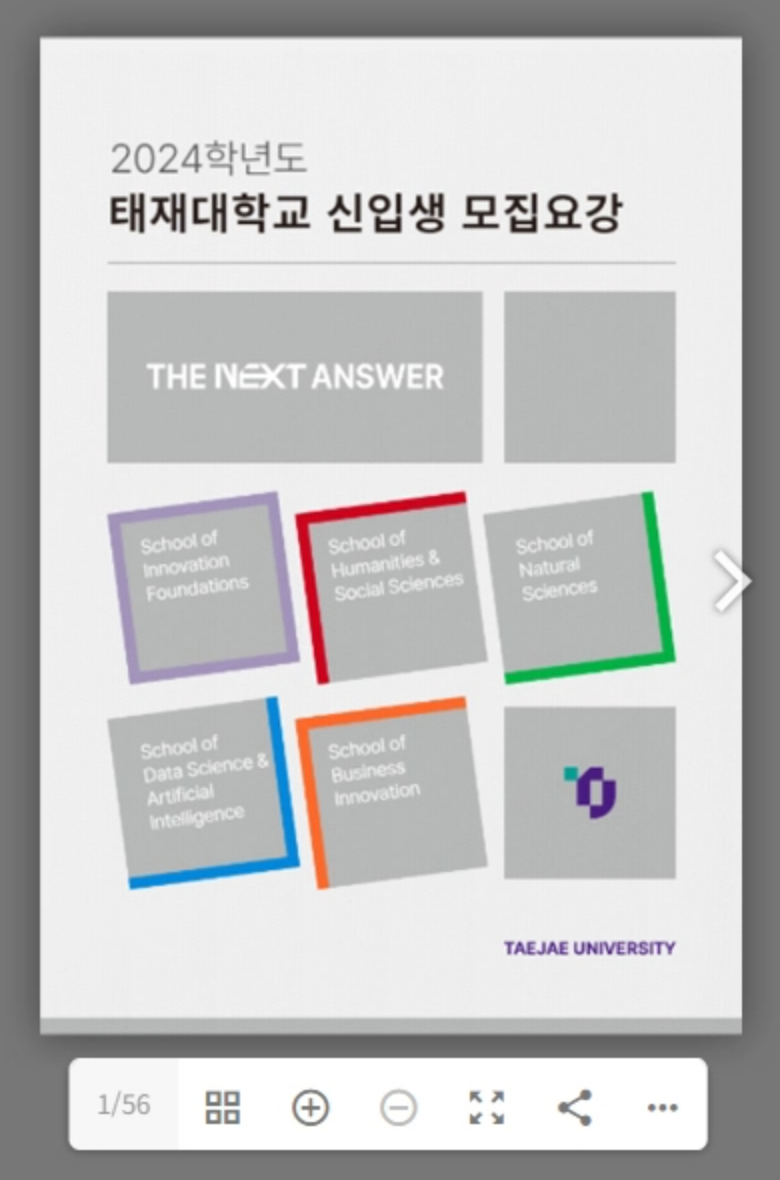 2024학년도
태재대학교 신입생 모집요강
THE NEXT ANSWER
School of
Innovation
Foundations
School of
Humanities &
Social Sciences
School of
Natural
Sciences
School of
Data Science &
Artificial
Intelligence
School of
Business
Innovation
TAEJAE UNIVERSITY
1/56